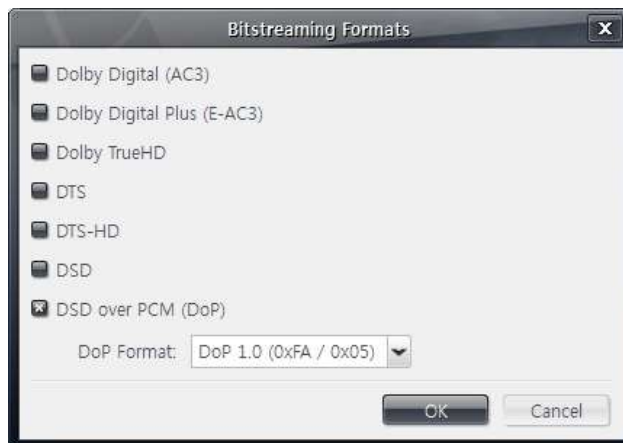 Bitstreaming Formats
Dolby Digital (AC3)
Dolby Digital Plus (E-AC3)
Dolby TrueHD
DTS
DTS-HD
DSD
DSD over PCM (DoP)
DoP Format: DoP 1.0 (0xFA / 0x05)
OK Cancel